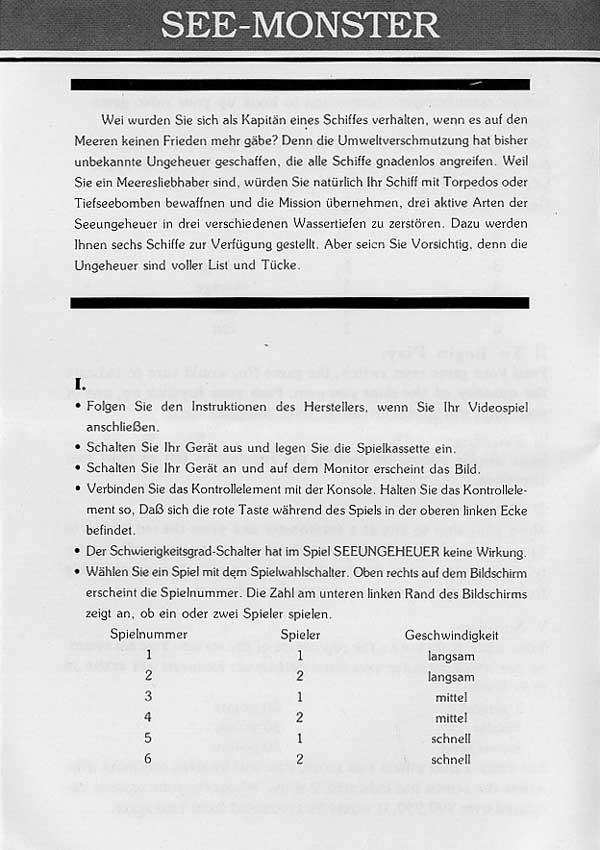 SEE-MONSTER
Wei wurden Sie sich als Kapitän eines Schiffes verhalten, wenn es auf den
Meeren keinen Frieden mehr gäbe? Denn die Umweltverschmutzung hat bisher
unbekannte Ungeheuer geschaffen, die alle Schiffe gnadenlos angreifen. Weil
Sie ein Meeresliebhaber sind, würden Sie natürlich Ihr Schiff mit Torpedos oder
Tiefseebomben bewaffnen und die Mission übernehmen, drei aktive Arten der
Seeungeheuer in drei verschiedenen Wassertiefen zu zerstören. Dazu werden
Ihnen sechs Schiffe zur Verfügung gestellt. Aber seien Sie Vorsichtig, denn die
Ungeheuer sind voller List und Tücke.
I.
• Folgen Sie den Instruktionen des Herstellers, wenn Sie Ihr Videospiel
anschließen.
• Schalten Sie Ihr Gerät aus und legen Sie die Spielkassette ein.
• Schalten Sie Ihr Gerät an und auf dem Monitor erscheint das Bild.
• Verbinden Sie das Kontrollelement mit der Konsole. Halten Sie das Kontrollele-
ment so, Daß sich die rote Taste während des Spiels in der oberen linken Ecke
befindet.
• Der Schwierigkeitsgrad-Schalter hat im Spiel SEEUNGEHEUER keine Wirkung.
• Wählen Sie ein Spiel mit dem Spielwahlschalter. Oben rechts auf dem Bildschirm
erscheint die Spielnummer. Die Zahl am unteren linken Rand des Bildschirms
zeigt an, ob ein oder zwei Spieler spielen.
Spielnummer Spieler Geschwindigkeit
1 1 langsam
2 2 langsam
3 1 mittel
4 2 mittel
5 1 schnell
6 2 schnell